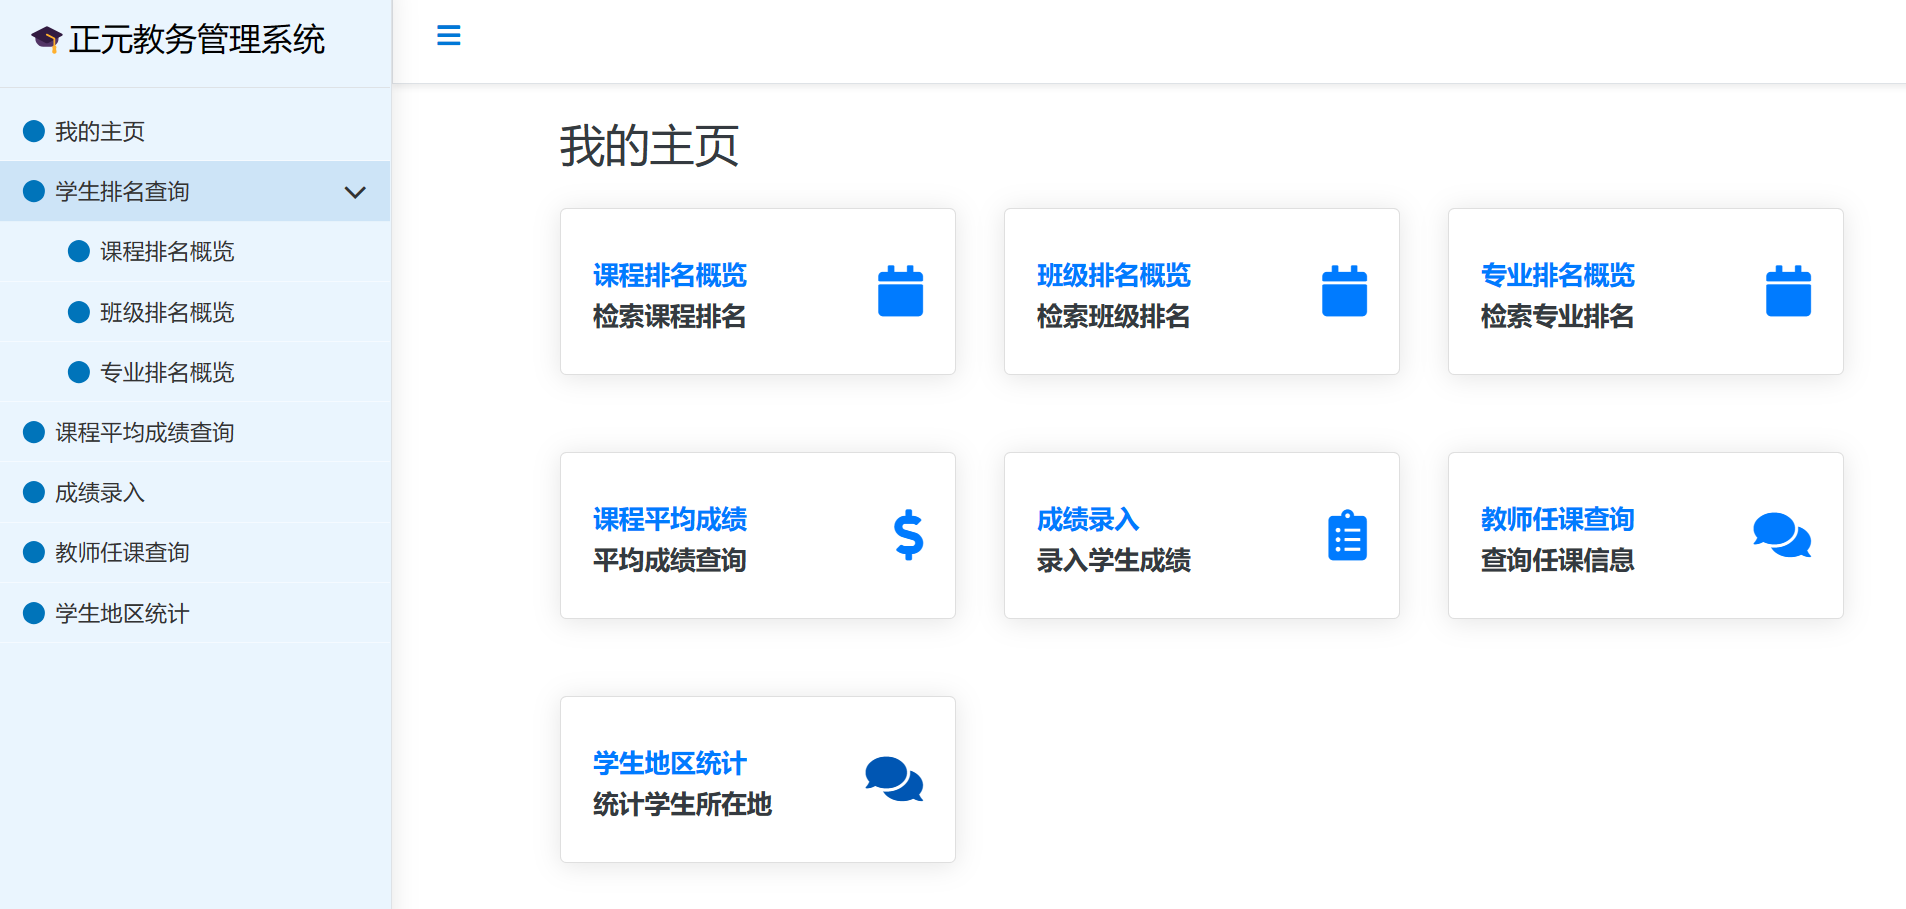 正元教务管理系统
我的主页
学生排名查询
课程排名概览
班级排名概览
专业排名概览
课程平均成绩查询
成绩录入
教师任课查询
学生地区统计
我的主页
课程排名概览
检索课程排名
班级排名概览
检索班级排名
专业排名概览
检索专业排名
课程平均成绩
平均成绩查询
成绩录入
录入学生成绩
教师任课查询
查询任课信息
学生地区统计
统计学生所在地